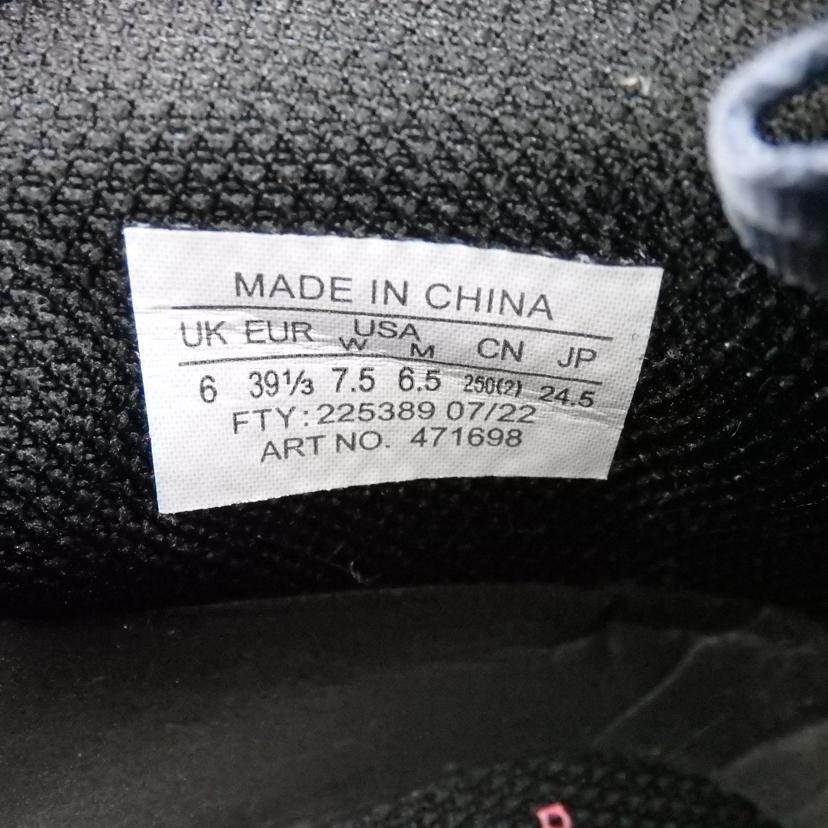 MADE IN CHINA
UK EUR USA CN JP
W M
6 39⅓ 7.5 6.5 250(2) 24.5
FTY: 225389 07/22
ART NO. 471698